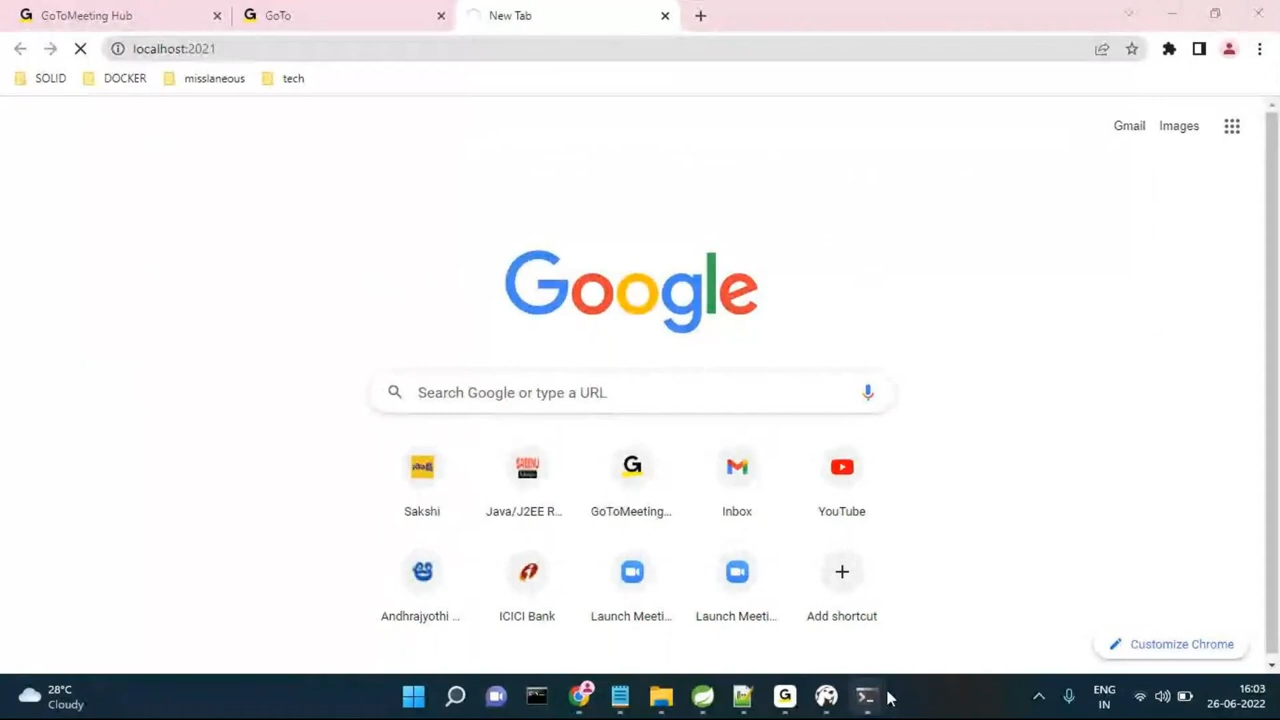 GoToMeeting Hub
GoTo
New Tab
localhost:2021
SOLID
DOCKER
misslaneous
tech
Gmail
Images
Google
Search Google or type a URL
Sakshi
Java/J2EE R...
GoToMeeting...
Inbox
YouTube
Andhrajyothi ...
ICICI Bank
Launch Meeti...
Launch Meeti...
Add shortcut
Customize Chrome
28°C
Cloudy
ENG
IN
16:03
26-06-2022